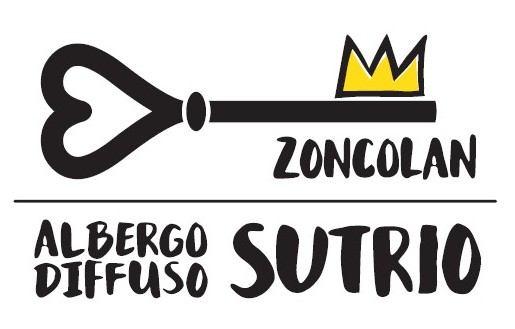 ZONCOLAN
ALBERGO
DIFFUSO
SUTRIO